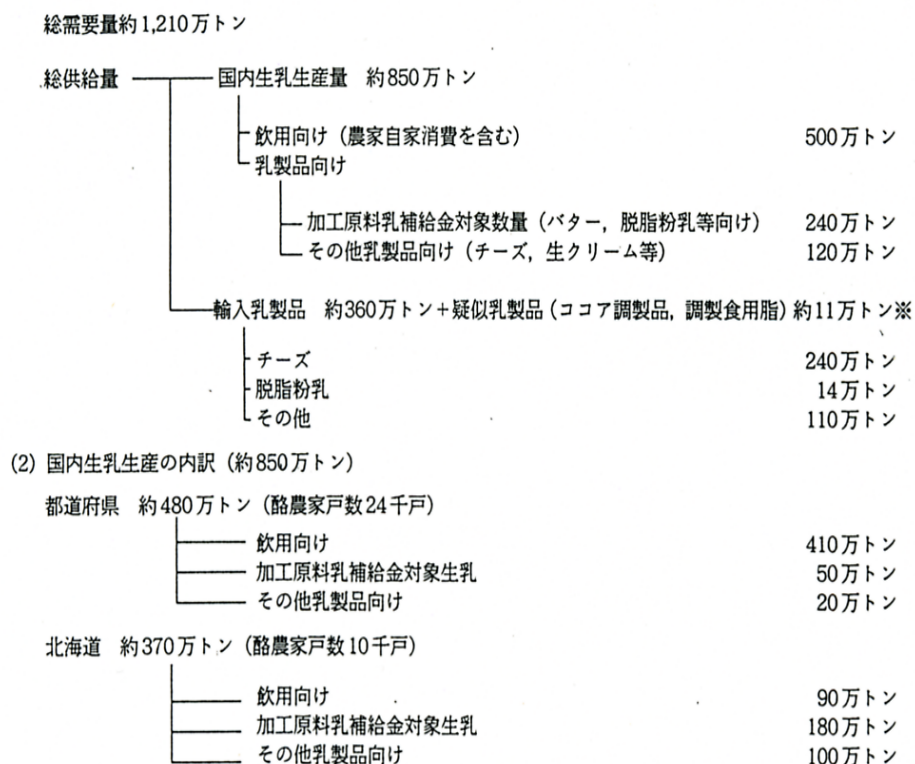 総需要量約1,210万トン
総供給量 国内生乳生産量 約850万トン
飲用向け（農家自家消費を含む） 500万トン
乳製品向け
加工原料乳補給金対象数量（バター，脱脂粉乳等向け） 240万トン
その他乳製品向け（チーズ，生クリーム等） 120万トン
輸入乳製品 約360万トン＋疑似乳製品（ココア調製品，調製食用脂）約11万トン※
チーズ 240万トン
脱脂粉乳 14万トン
その他 110万トン
(2) 国内生乳生産の内訳（約850万トン）
都道府県 約480万トン（酪農家戸数24千戸）
飲用向け 410万トン
加工原料乳補給金対象生乳 50万トン
その他乳製品向け 20万トン
北海道 約370万トン（酪農家戸数10千戸）
飲用向け 90万トン
加工原料乳補給金対象生乳 180万トン
その他乳製品向け 100万トン